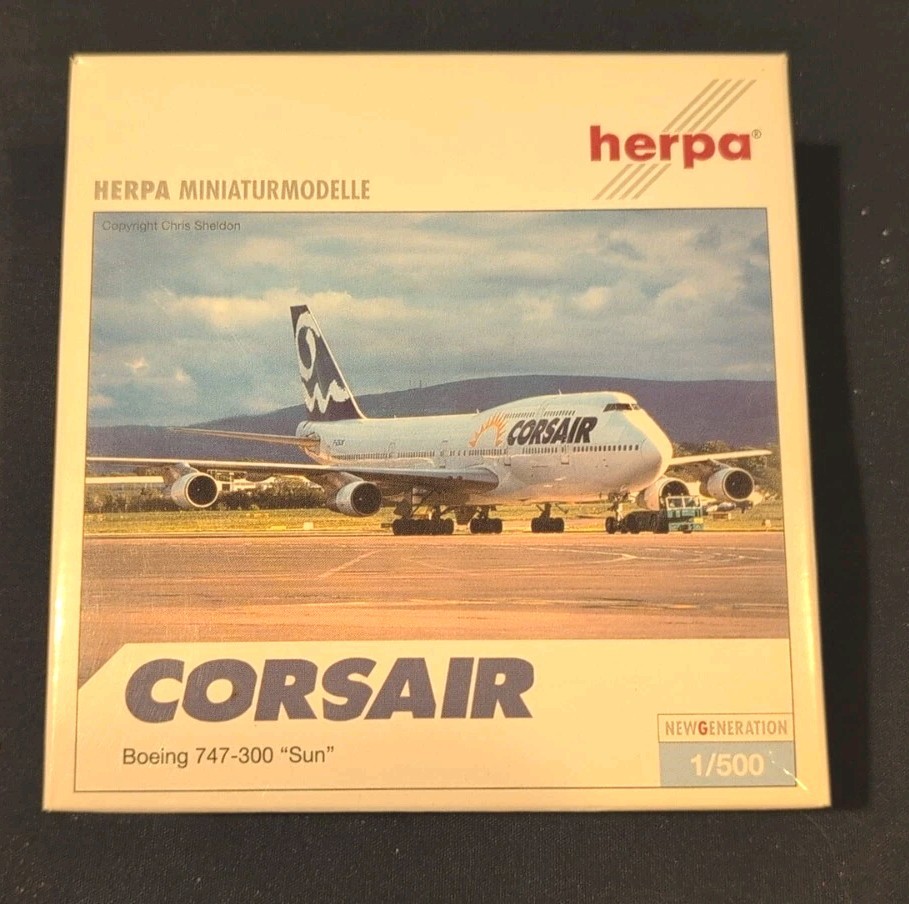 herpa®
HERPA MINIATURMODELLE
Copyright Chris Sheldon
CORSAIR
CORSAIR
Boeing 747-300 “Sun”
NEWGENERATION
1/500